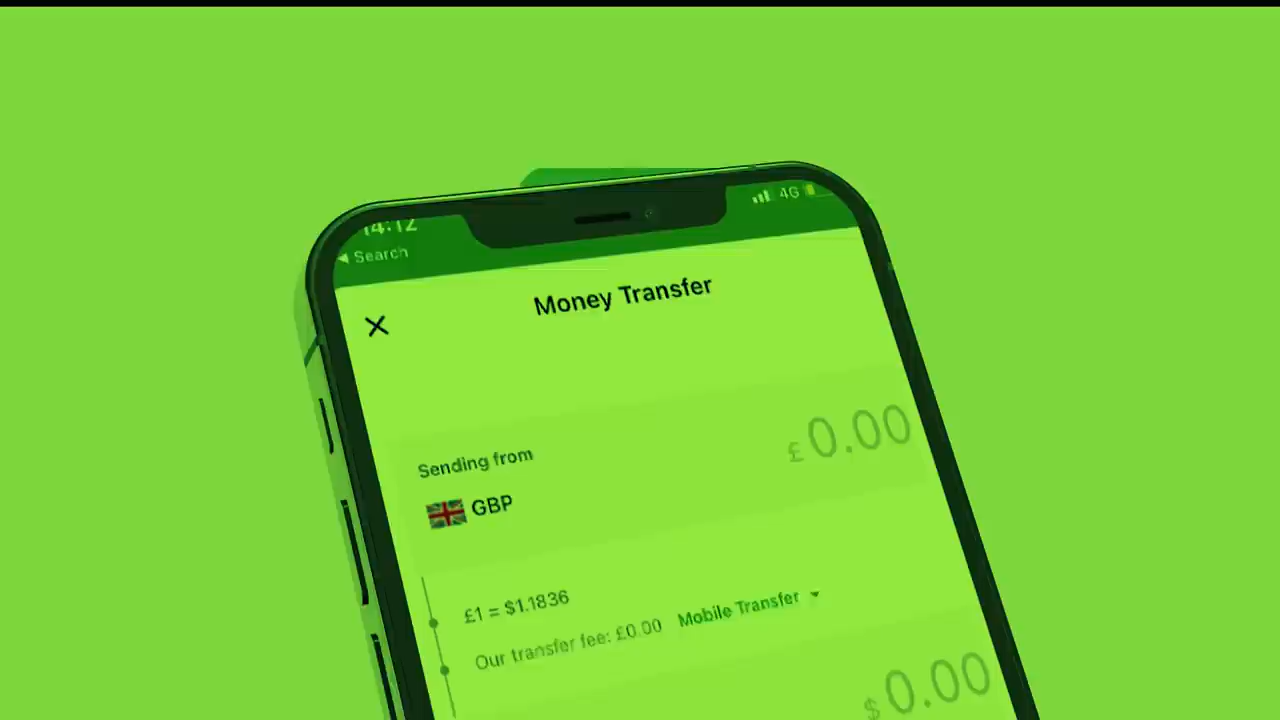 14:12
4G
Search
Money Transfer
Sending from
£0.00
GBP
£1 = $1.1836
Our transfer fee: £0.00 Mobile Transfer
$0.00